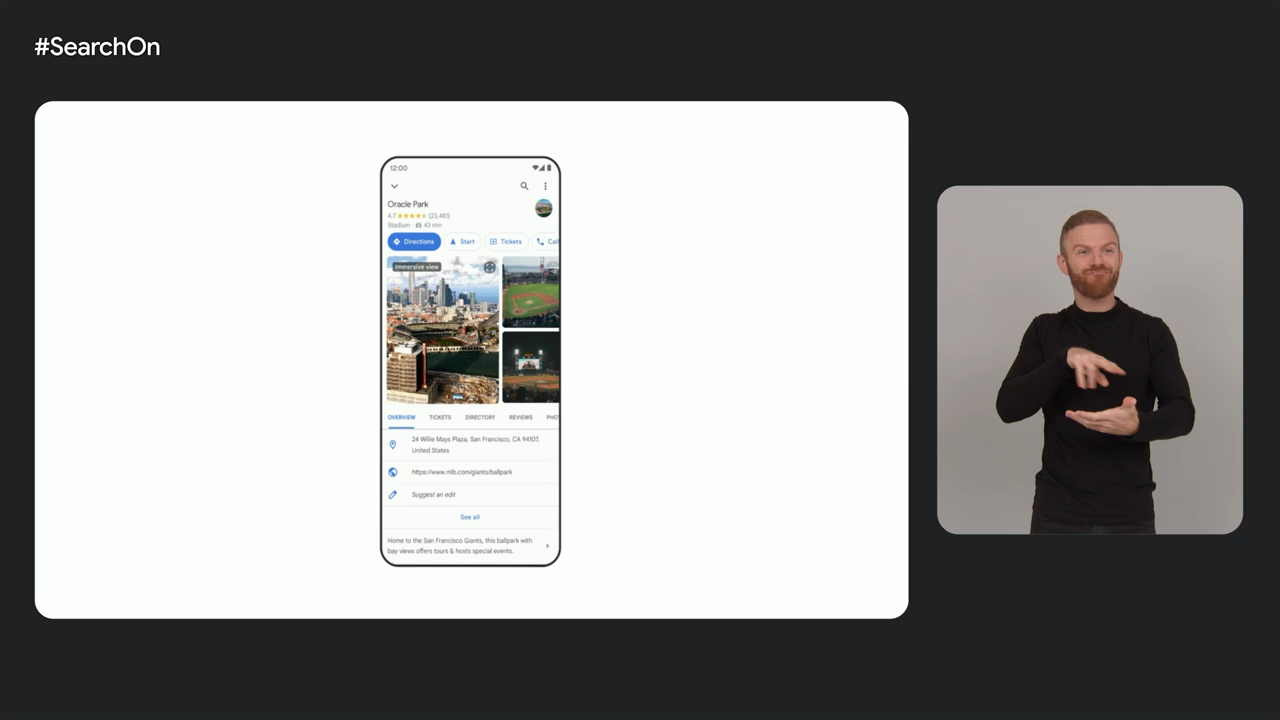 #SearchOn
12:00
Oracle Park
4.7 (23,481)
Stadium · 43 min
Directions
Start
Tickets
Call
Immersive view
OVERVIEW
TICKETS
DIRECTORY
REVIEWS
PHO
24 Willie Mays Plaza, San Francisco, CA 94107,
United States
https://www.mlb.com/giants/ballpark
Suggest an edit
See all
Home to the San Francisco Giants, this ballpark with
bay views offers tours & hosts special events.